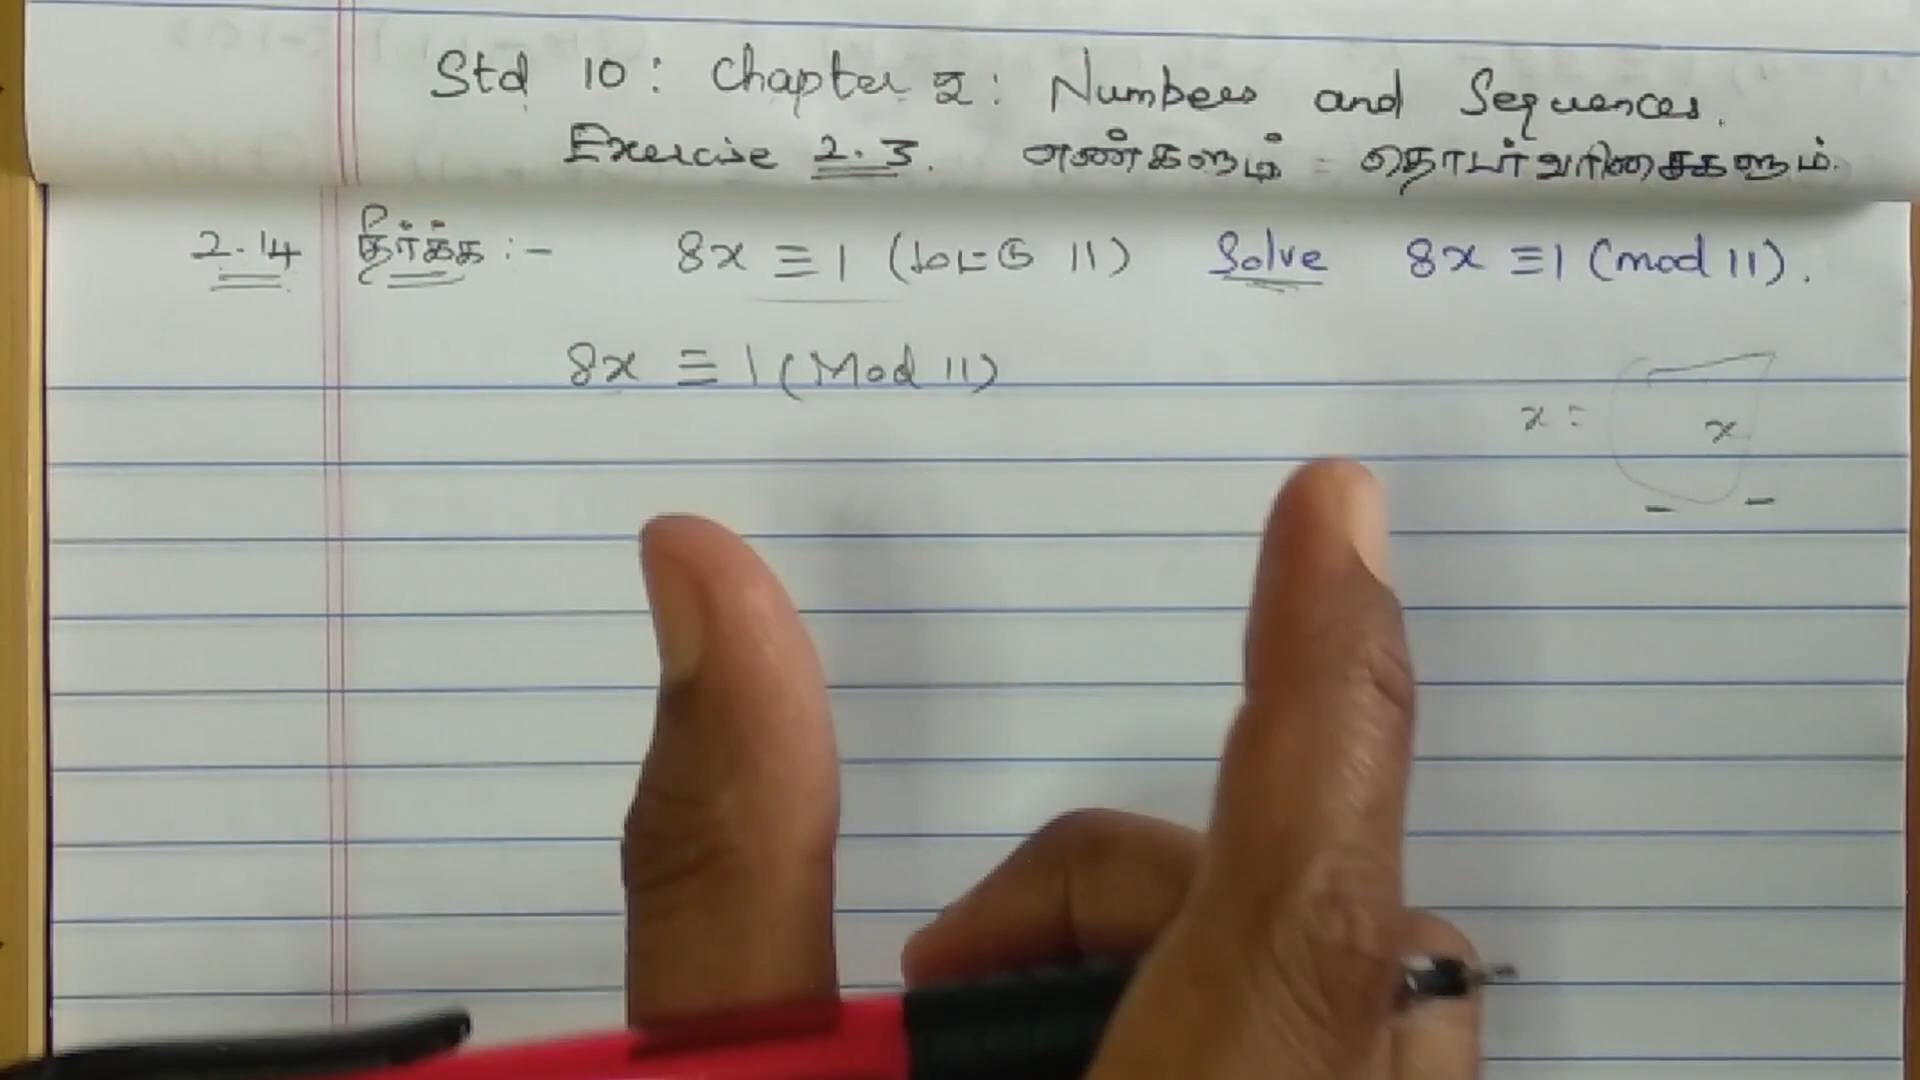 Std 10: Chapter 2: Numbers and Sequences.
Exercise 2.3. எண்களும் தொடர்வரிசைகளும்.
2.14 தீர்க்க :- 8x ≡ 1 (மட்டு 11) Solve 8x ≡ 1 (mod 11).
8x ≡ 1 (Mod 11)
x = x